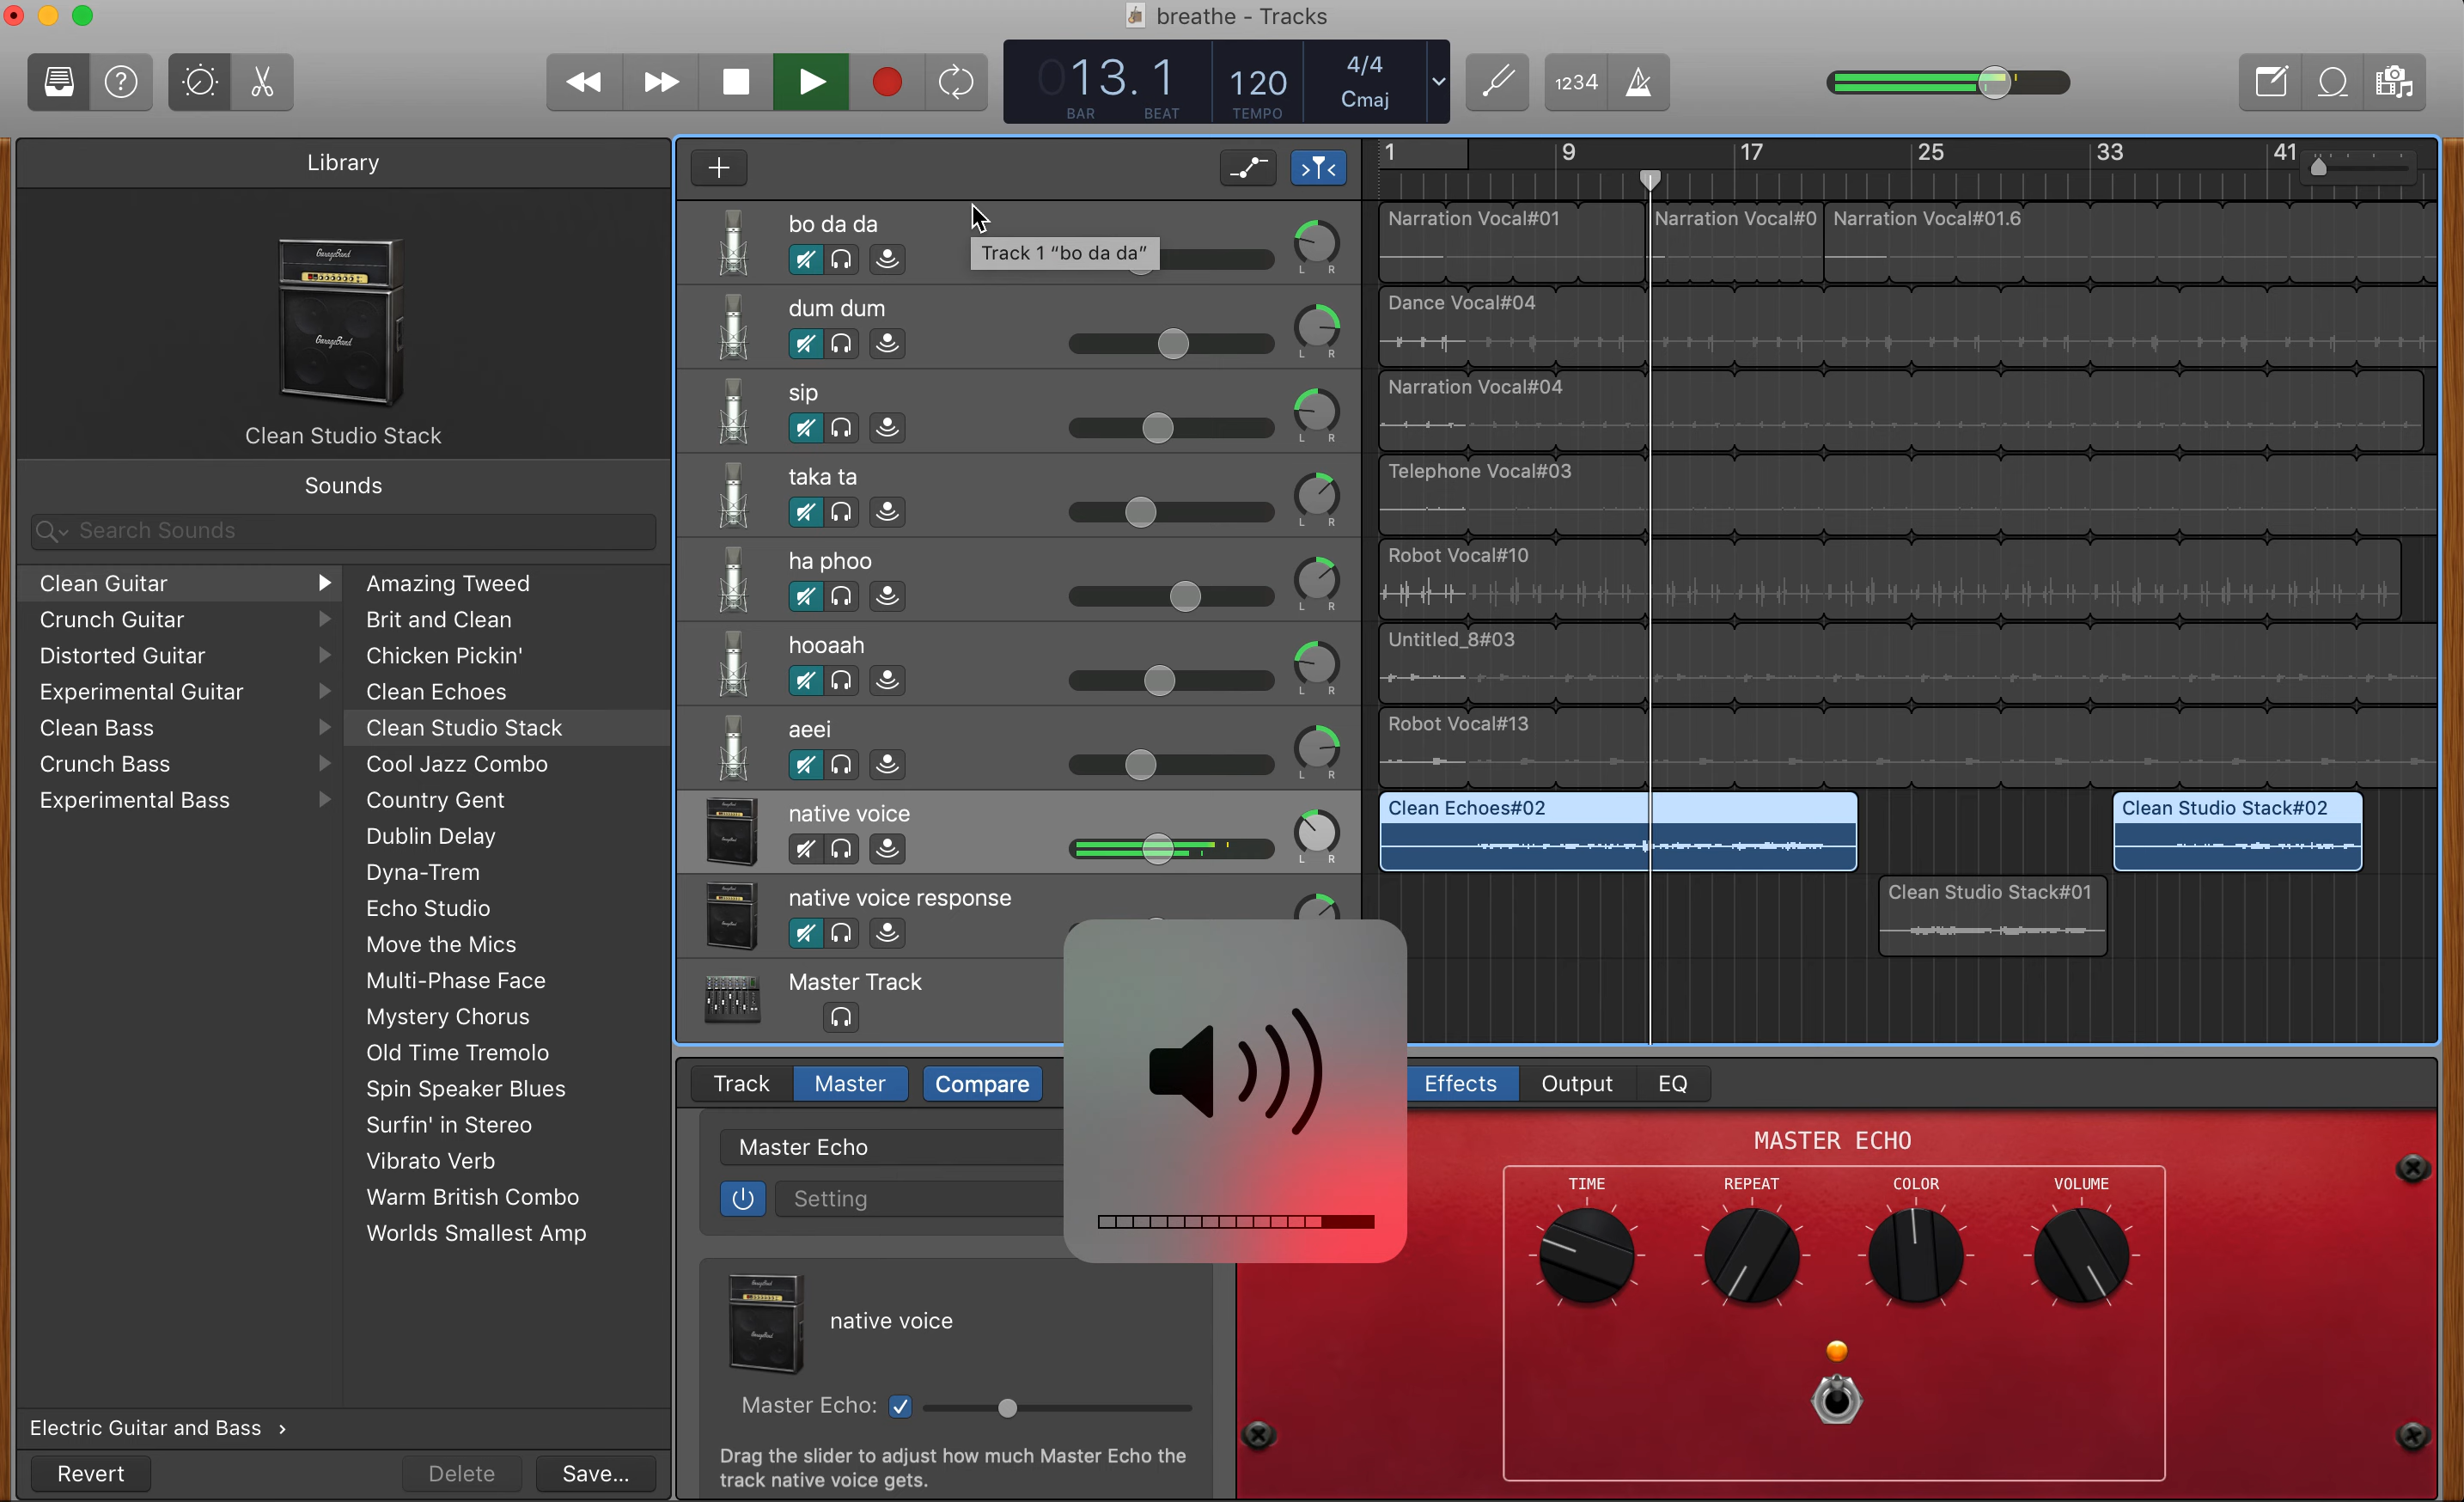 breathe - Tracks
013. 1
BAR BEAT
120
TEMPO
4/4
Cmaj
1234
Library
GarageBand
GarageBand
Clean Studio Stack
Sounds
Search Sounds
Clean Guitar
Crunch Guitar
Distorted Guitar
Experimental Guitar
Clean Bass
Crunch Bass
Experimental Bass
Amazing Tweed
Brit and Clean
Chicken Pickin'
Clean Echoes
Clean Studio Stack
Cool Jazz Combo
Country Gent
Dublin Delay
Dyna-Trem
Echo Studio
Move the Mics
Multi-Phase Face
Mystery Chorus
Old Time Tremolo
Spin Speaker Blues
Surfin' in Stereo
Vibrato Verb
Warm British Combo
Worlds Smallest Amp
Electric Guitar and Bass
Revert
Delete
Save...
1 9 17 25 33 41
bo da da
Track 1 “bo da da”
L R
Narration Vocal#01
Narration Vocal#0
Narration Vocal#01.6
dum dum
L R
Dance Vocal#04
sip
L R
Narration Vocal#04
taka ta
L R
Telephone Vocal#03
ha phoo
L R
Robot Vocal#10
hooaah
L R
Untitled_8#03
aeei
L R
Robot Vocal#13
native voice
L R
Clean Echoes#02
Clean Studio Stack#02
native voice response
Clean Studio Stack#01
Master Track
Track Master Compare
Effects Output EQ
Master Echo
Setting
native voice
Master Echo:
Drag the slider to adjust how much Master Echo the
track native voice gets.
MASTER ECHO
TIME REPEAT COLOR VOLUME